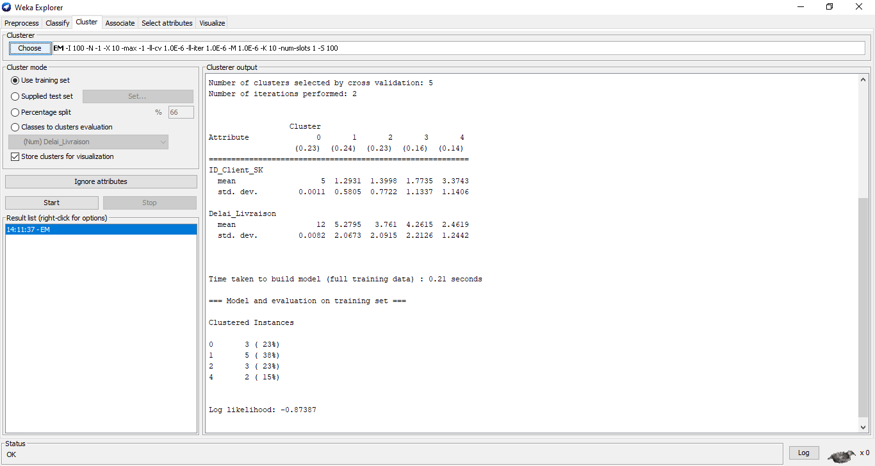 Weka Explorer
Preprocess Classify Cluster Associate Select attributes Visualize
Clusterer
Choose EM -I 100 -N -1 -X 10 -max -1 -ll-cv 1.0E-6 -ll-iter 1.0E-6 -M 1.0E-6 -K 10 -num-slots 1 -S 100
Cluster mode
Use training set
Supplied test set Set...
Percentage split % 66
Classes to clusters evaluation
(Num) Delai_Livraison
Store clusters for visualization
Ignore attributes
Start Stop
Result list (right-click for options)
14:11:37 - EM
Clusterer output
Number of clusters selected by cross validation: 5
Number of iterations performed: 2
Cluster
Attribute 0 1 2 3 4
(0.23) (0.24) (0.23) (0.16) (0.14)
==========================================================
ID_Client_SK
mean 5 1.2931 1.3998 1.7735 3.3743
std. dev. 0.0011 0.5805 0.7722 1.1337 1.1406
Delai_Livraison
mean 12 5.2795 3.761 4.2615 2.4619
std. dev. 0.0082 2.0673 2.0915 2.2126 1.2442
Time taken to build model (full training data) : 0.21 seconds
=== Model and evaluation on training set ===
Clustered Instances
0 3 ( 23%)
1 5 ( 38%)
2 3 ( 23%)
4 2 ( 15%)
Log likelihood: -0.87387
Status
OK
Log x 0